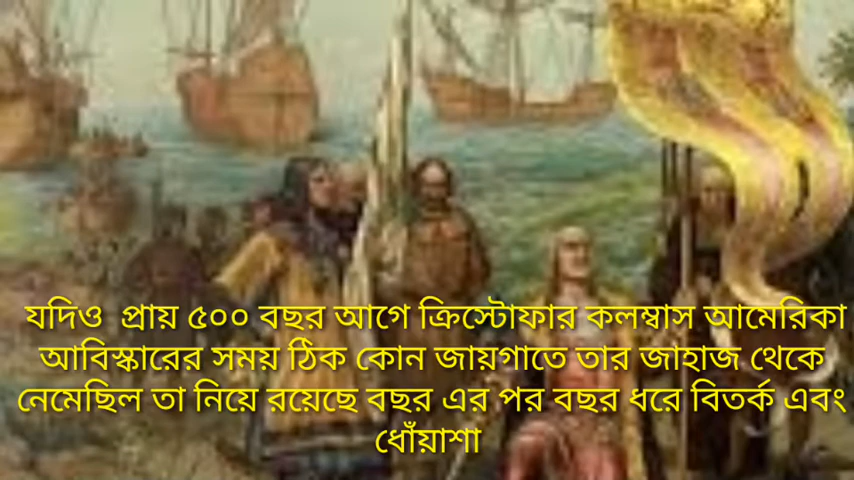 যদিও প্রায় ৫০০ বছর আগে ক্রিস্টোফার কলম্বাস আমেরিকা
আবিস্কারের সময় ঠিক কোন জায়গাতে তার জাহাজ থেকে
নেমেছিল তা নিয়ে রয়েছে বছর এর পর বছর ধরে বিতর্ক এবং
ধোঁয়াশা